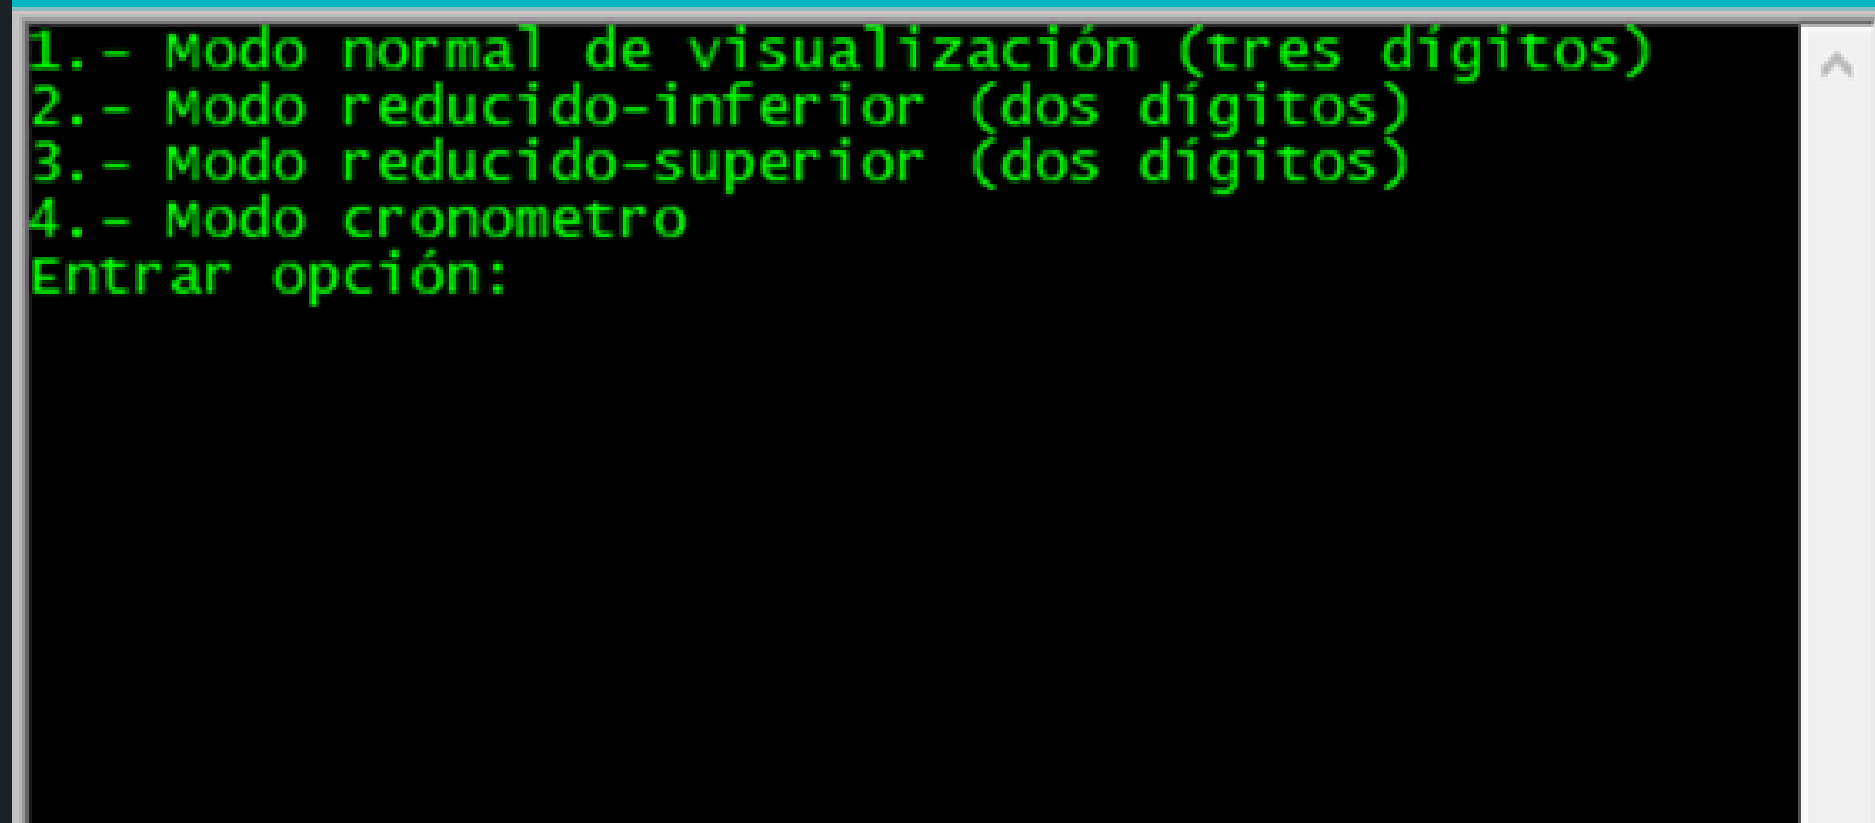 1.- Modo normal de visualización (tres dígitos)
2.- Modo reducido-inferior (dos dígitos)
3.- Modo reducido-superior (dos dígitos)
4.- Modo cronometro
Entrar opción: